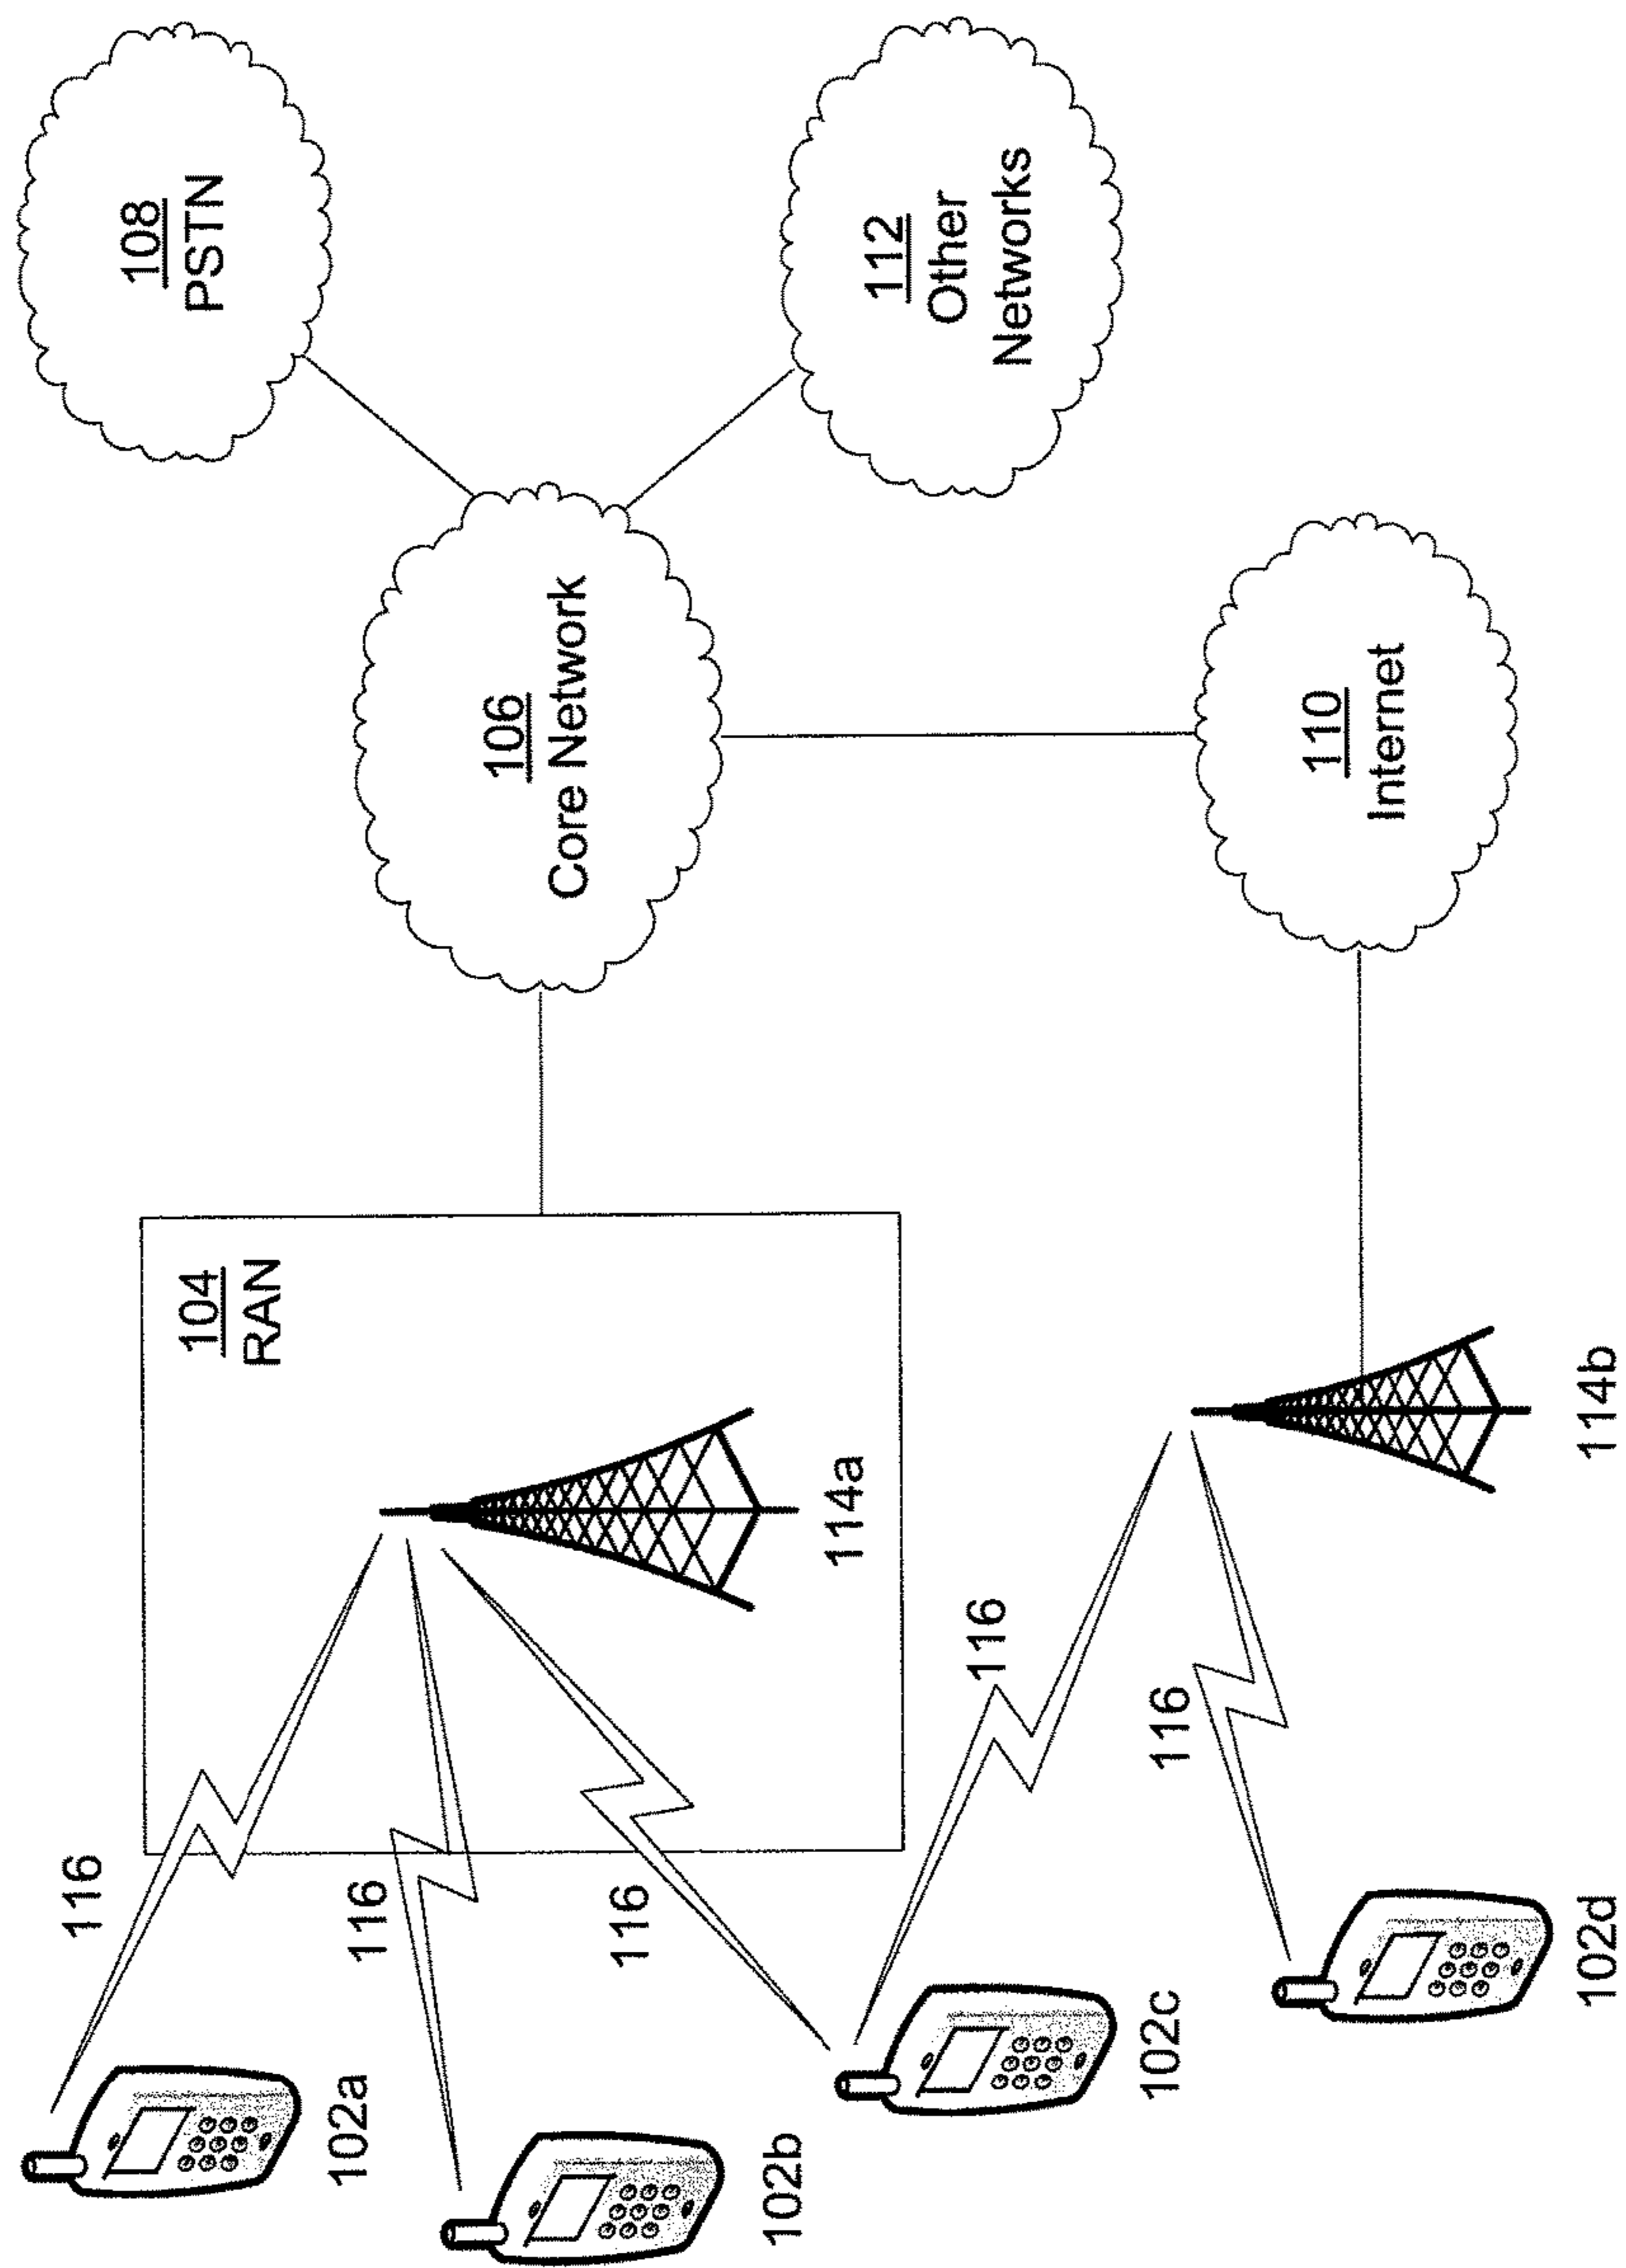 116
104
RAN
108
PSTN
102a
116
114a
106
Core Network
102b
116
112
Other
Networks
116
102c
116
114b
110
Internet
102d